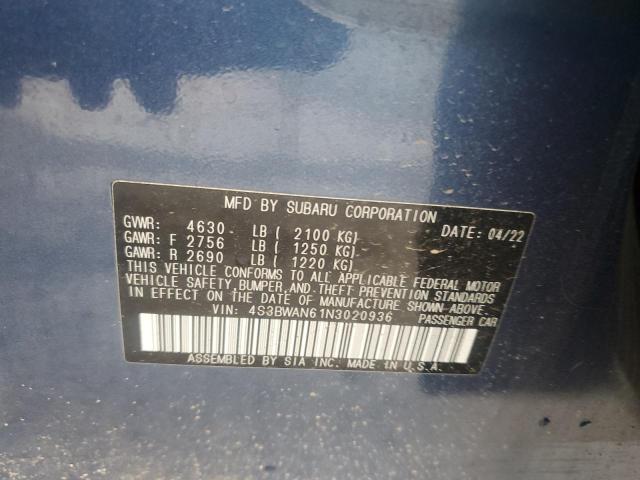 MFD BY SUBARU CORPORATION
GVWR: 4630 LB ( 2100 KG) DATE: 04/22
GAWR: F 2756 LB ( 1250 KG)
GAWR: R 2690 LB ( 1220 KG)
THIS VEHICLE CONFORMS TO ALL APPLICABLE FEDERAL MOTOR
VEHICLE SAFETY, BUMPER, AND THEFT PREVENTION STANDARDS
IN EFFECT ON THE DATE OF MANUFACTURE SHOWN ABOVE.
VIN: 4S3BWAN61N3020936 PASSENGER CAR
ASSEMBLED BY SIA INC. MADE IN U.S.A.